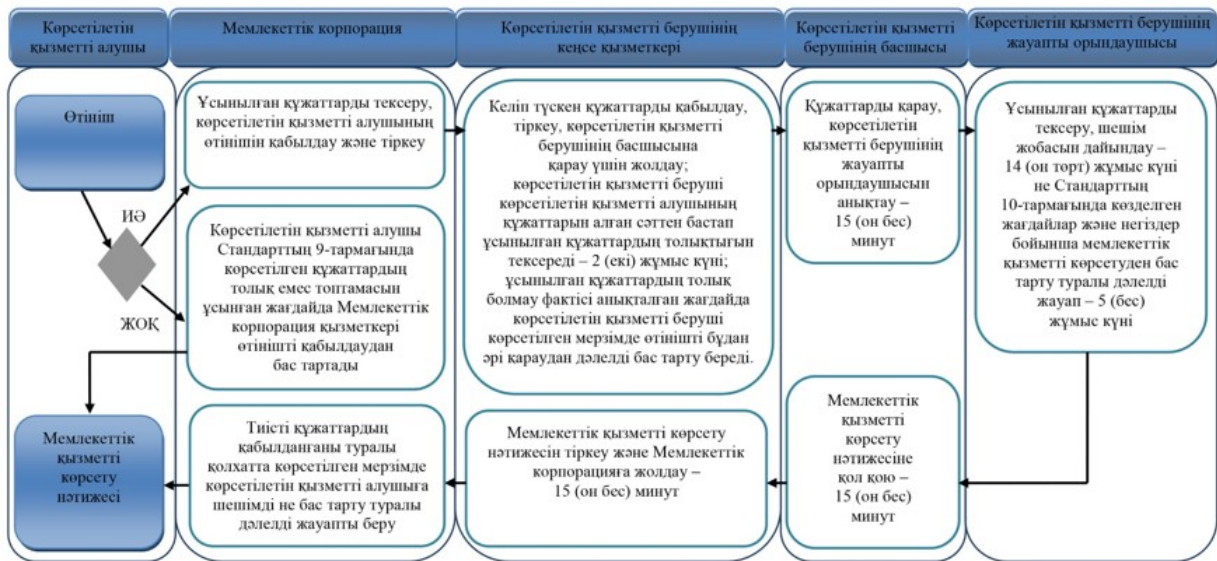 Көрсетілетін
қызметті алушы
Мемлекеттік корпорация
Көрсетілетін қызметті берушінің
кеңсе қызметкері
Көрсетілетін қызметті
берушінің басшысы
Көрсетілетін қызметті берушінің
жауапты орындаушысы
Өтініш
ИӘ
ЖОҚ
Ұсынылған құжаттарды тексеру,
көрсетілетін қызметті алушының
өтінішін қабылдау және тіркеу
Көрсетілетін қызметті алушы
Стандарттың 9-тармағында
көрсетілген құжаттардың
толық емес топтамасын
ұсынған жағдайда Мемлекеттік
корпорация қызметкері
өтінішті қабылдаудан
бас тартады
Келіп түскен құжаттарды қабылдау,
тіркеу, көрсетілетін қызметті
берушінің басшысына
қарау үшін жолдау;
көрсетілетін қызметті беруші
көрсетілетін қызметті алушының
құжаттарын алған сәттен бастап
ұсынылған құжаттардың толықтығын
тексереді – 2 (екі) жұмыс күні;
ұсынылған құжаттардың толық
болмау фактісі анықталған жағдайда
көрсетілетін қызметті беруші
көрсетілген мерзімде өтінішті бұдан
әрі қараудан дәлелді бас тарту береді.
Құжаттарды қарау,
көрсетілетін
қызметті берушінің
жауапты
орындаушысын
анықтау –
15 (он бес)
минут
Ұсынылған құжаттарды
тексеру, шешім
жобасын дайындау –
14 (он төрт) жұмыс күні
не Стандарттың
10-тармағында көзделген
жағдайлар және негіздер
бойынша мемлекеттік
қызметті көрсетуден бас
тарту туралы дәлелді
жауап – 5 (бес)
жұмыс күні
Мемлекеттік
қызметті
көрсету
нәтижесі
Тиісті құжаттардың
қабылданғаны туралы
қолхатта көрсетілген мерзімде
көрсетілетін қызметті алушыға
шешімді не бас тарту туралы
дәлелді жауапты беру
Мемлекеттік қызметті көрсету
нәтижесін тіркеу және Мемлекеттік
корпорацияға жолдау –
15 (он бес) минут
Мемлекеттік
қызметті
көрсету
нәтижесіне
қол қою –
15 (он бес)
минут